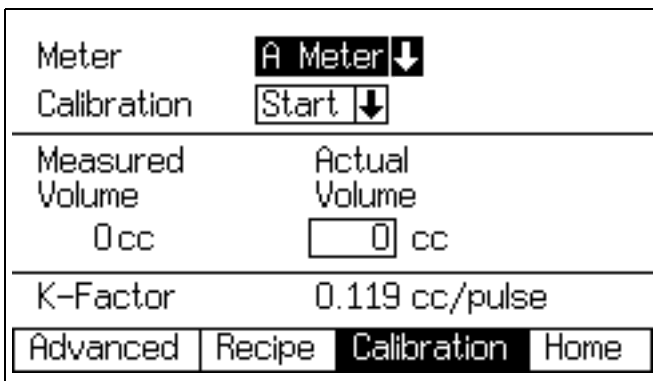 Meter A Meter
Calibration Start
Measured Actual
Volume Volume
0 cc 0 cc
K-Factor 0.119 cc/pulse
Advanced Recipe Calibration Home